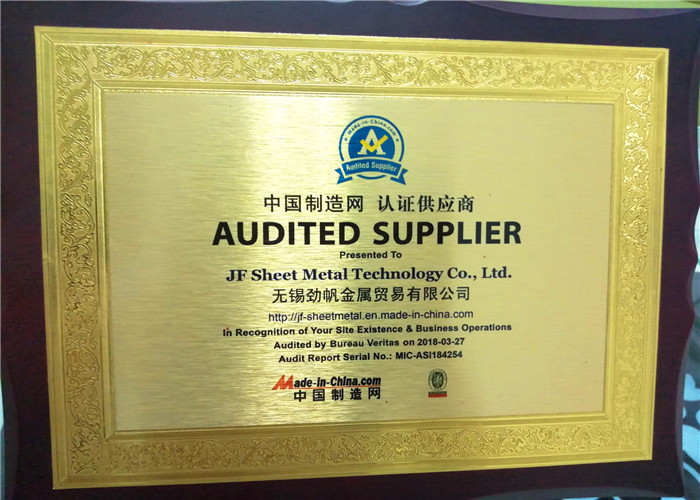 Made-in-China.com
Audited Supplier
中国制造网 认证供应商
AUDITED SUPPLIER
Presented To
JF Sheet Metal Technology Co., Ltd.
无锡劲帆金属贸易有限公司
http://jf-sheetmetal.en.made-in-china.com
In Recognition of Your Site Existence & Business Operations
Audited by Bureau Veritas on 2018-03-27
Audit Report Serial No.: MIC-ASI184254
Made-in-China.com
中国制造网